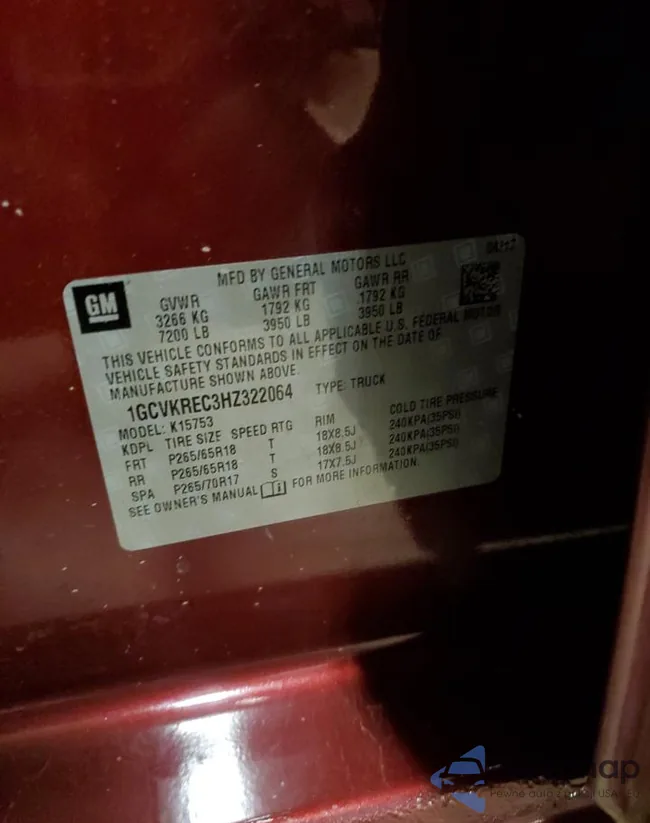 GM
MFD BY GENERAL MOTORS LLC
GVWR GAWR FRT GAWR RR
3266 KG 1792 KG 1792 KG
7200 LB 3950 LB 3950 LB
THIS VEHICLE CONFORMS TO ALL APPLICABLE U.S. FEDERAL MOTOR
VEHICLE SAFETY STANDARDS IN EFFECT ON THE DATE OF
MANUFACTURE SHOWN ABOVE.
1GCVKREC3HZ322064 TYPE: TRUCK
MODEL: K15753
KDPL TIRE SIZE SPEED RTG RIM COLD TIRE PRESSURE
FRT P265/65R18 T 18X8.5J 240KPA(35PSI)
RR P265/65R18 T 18X8.5J 240KPA(35PSI)
SPA P265/70R17 S 17X7.5J 240KPA(35PSI)
SEE OWNER'S MANUAL FOR MORE INFORMATION.